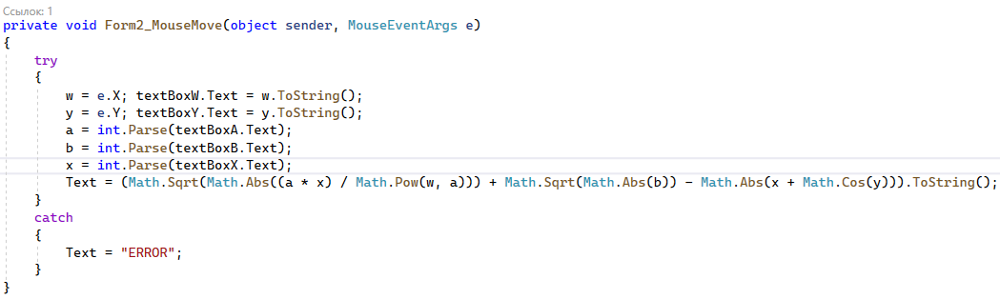 Ссылок: 1
private void Form2_MouseMove(object sender, MouseEventArgs e)
{
try
{
w = e.X; textBoxW.Text = w.ToString();
y = e.Y; textBoxY.Text = y.ToString();
a = int.Parse(textBoxA.Text);
b = int.Parse(textBoxB.Text);
x = int.Parse(textBoxX.Text);
Text = (Math.Sqrt(Math.Abs((a * x) / Math.Pow(w, a))) + Math.Sqrt(Math.Abs(b)) - Math.Abs(x + Math.Cos(y))).ToString();
}
catch
{
Text = "ERROR";
}
}